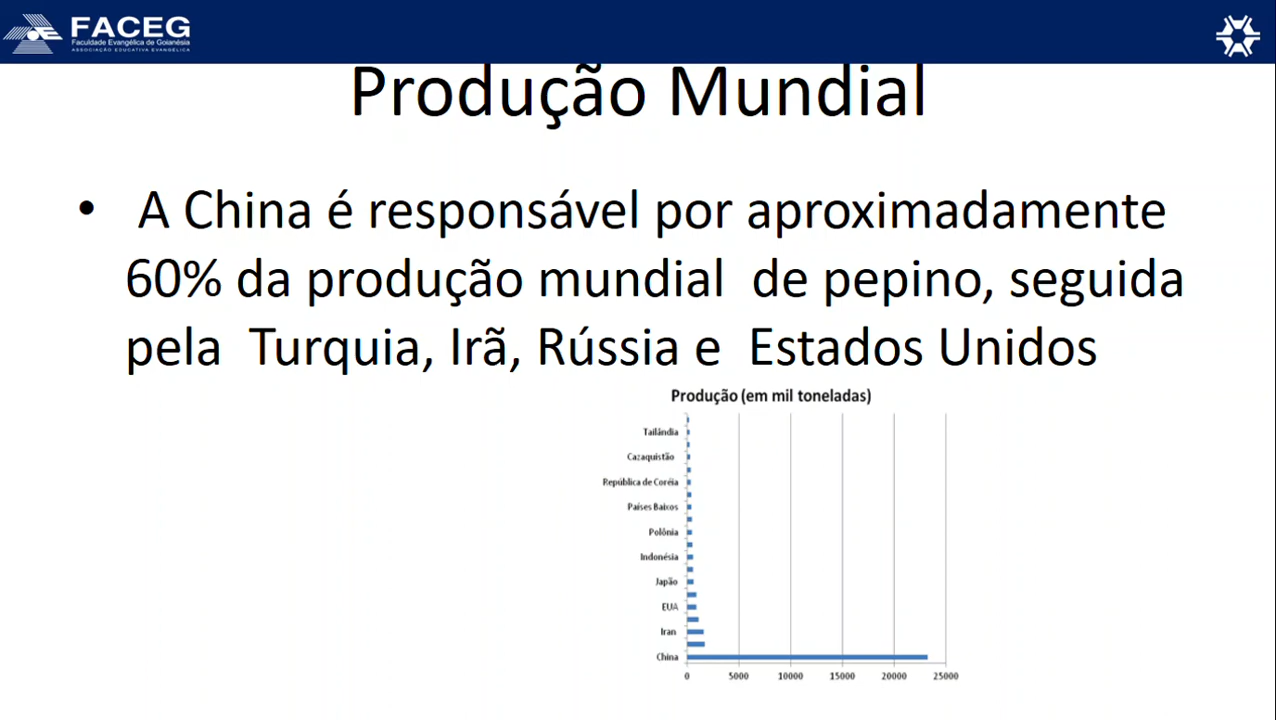 FACEG
Faculdade Evangélica de Goianésia
ASSOCIAÇÃO EDUCATIVA EVANGÉLICA
Produção Mundial
• A China é responsável por aproximadamente
60% da produção mundial de pepino, seguida
pela Turquia, Irã, Rússia e Estados Unidos
Produção (em mil toneladas)
Tailândia
Cazaquistão
República de Coréia
Países Baixos
Polônia
Indonésia
Japão
EUA
Iran
China
0 5000 10000 15000 20000 25000